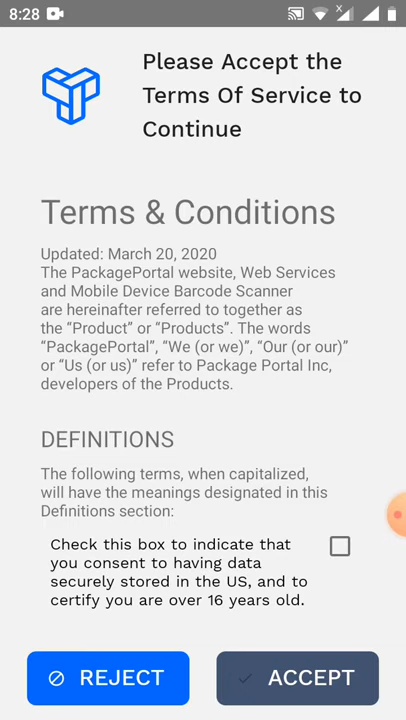 8:28
Please Accept the
Terms Of Service to
Continue
Terms & Conditions
Updated: March 20, 2020
The PackagePortal website, Web Services
and Mobile Device Barcode Scanner
are hereinafter referred to together as
the “Product” or “Products”. The words
“PackagePortal”, “We (or we)”, “Our (or our)”
or “Us (or us)” refer to Package Portal Inc,
developers of the Products.
DEFINITIONS
The following terms, when capitalized,
will have the meanings designated in this
Definitions section:
Check this box to indicate that
you consent to having data
securely stored in the US, and to
certify you are over 16 years old.
REJECT
ACCEPT